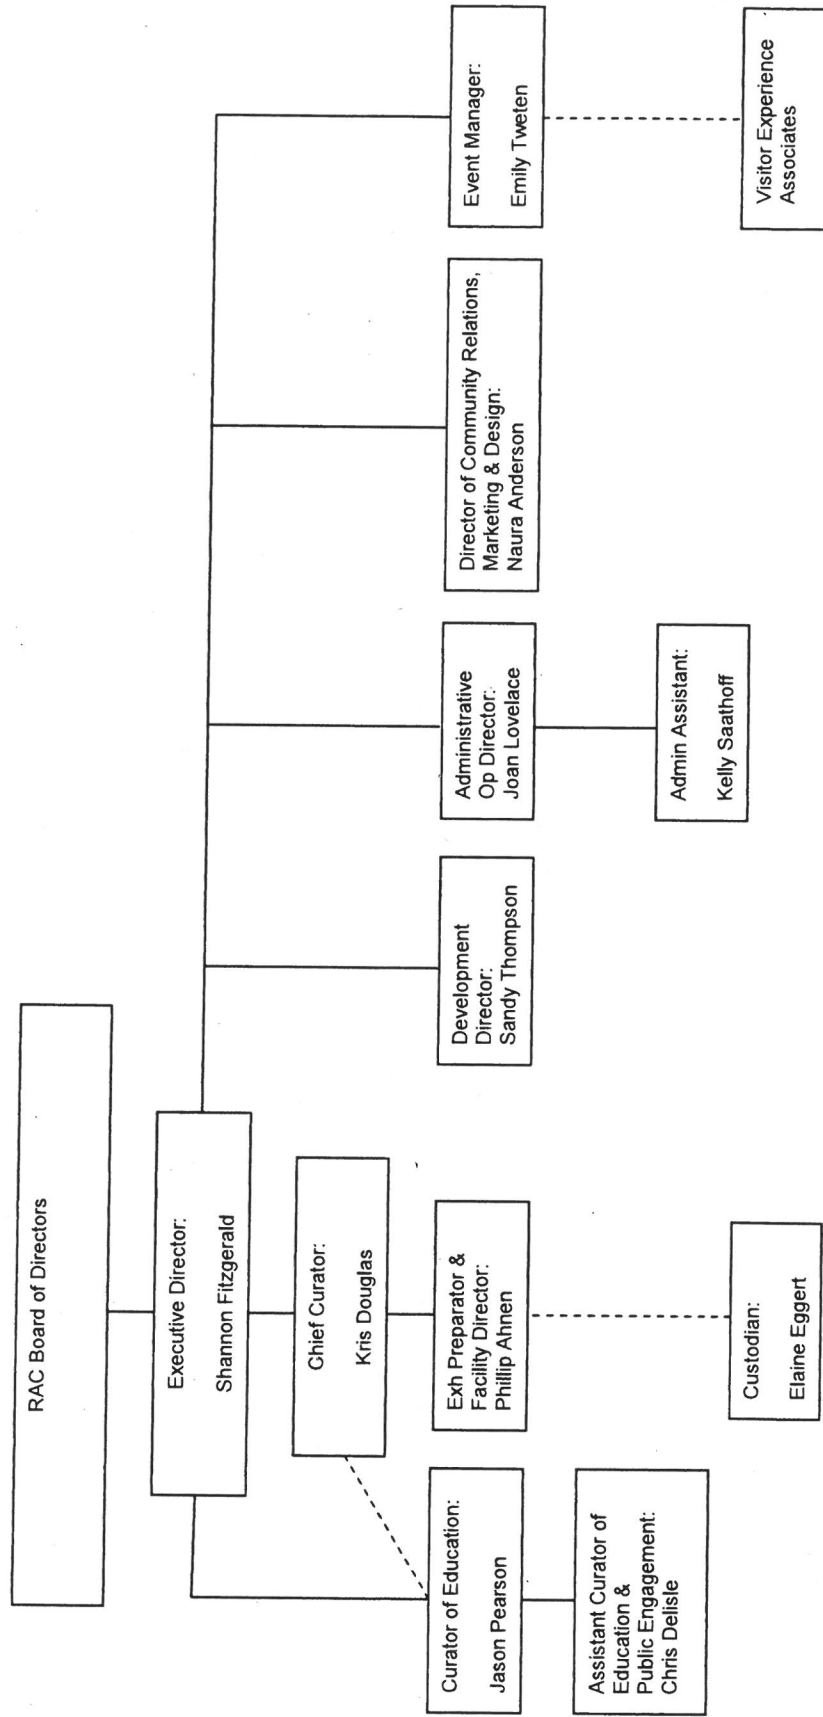 RAC Board of Directors
Executive Director:
Shannon Fitzgerald
Chief Curator:
Kris Douglas
Curator of Education:
Jason Pearson
Exh Preparator &
Facility Director:
Phillip Ahnen
Development
Director:
Sandy Thompson
Administrative
Op Director:
Joan Lovelace
Director of Community Relations,
Marketing & Design:
Naura Anderson
Event Manager:
Emily Tweten
Assistant Curator of
Education &
Public Engagement:
Chris Delisle
Custodian:
Elaine Eggert
Admin Assistant:
Kelly Saathoff
Visitor Experience
Associates